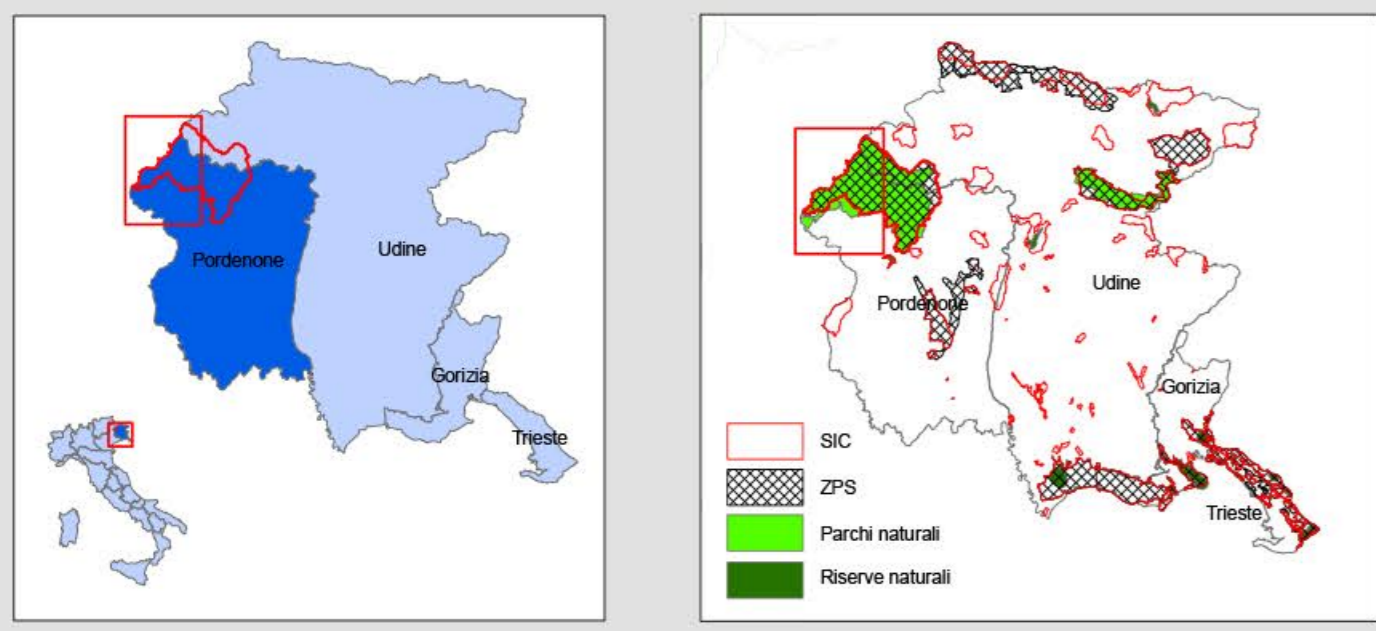 Pordenone
Udine
Gorizia
Trieste
Pordenone
Udine
Gorizia
Trieste
SIC
ZPS
Parchi naturali
Riserve naturali